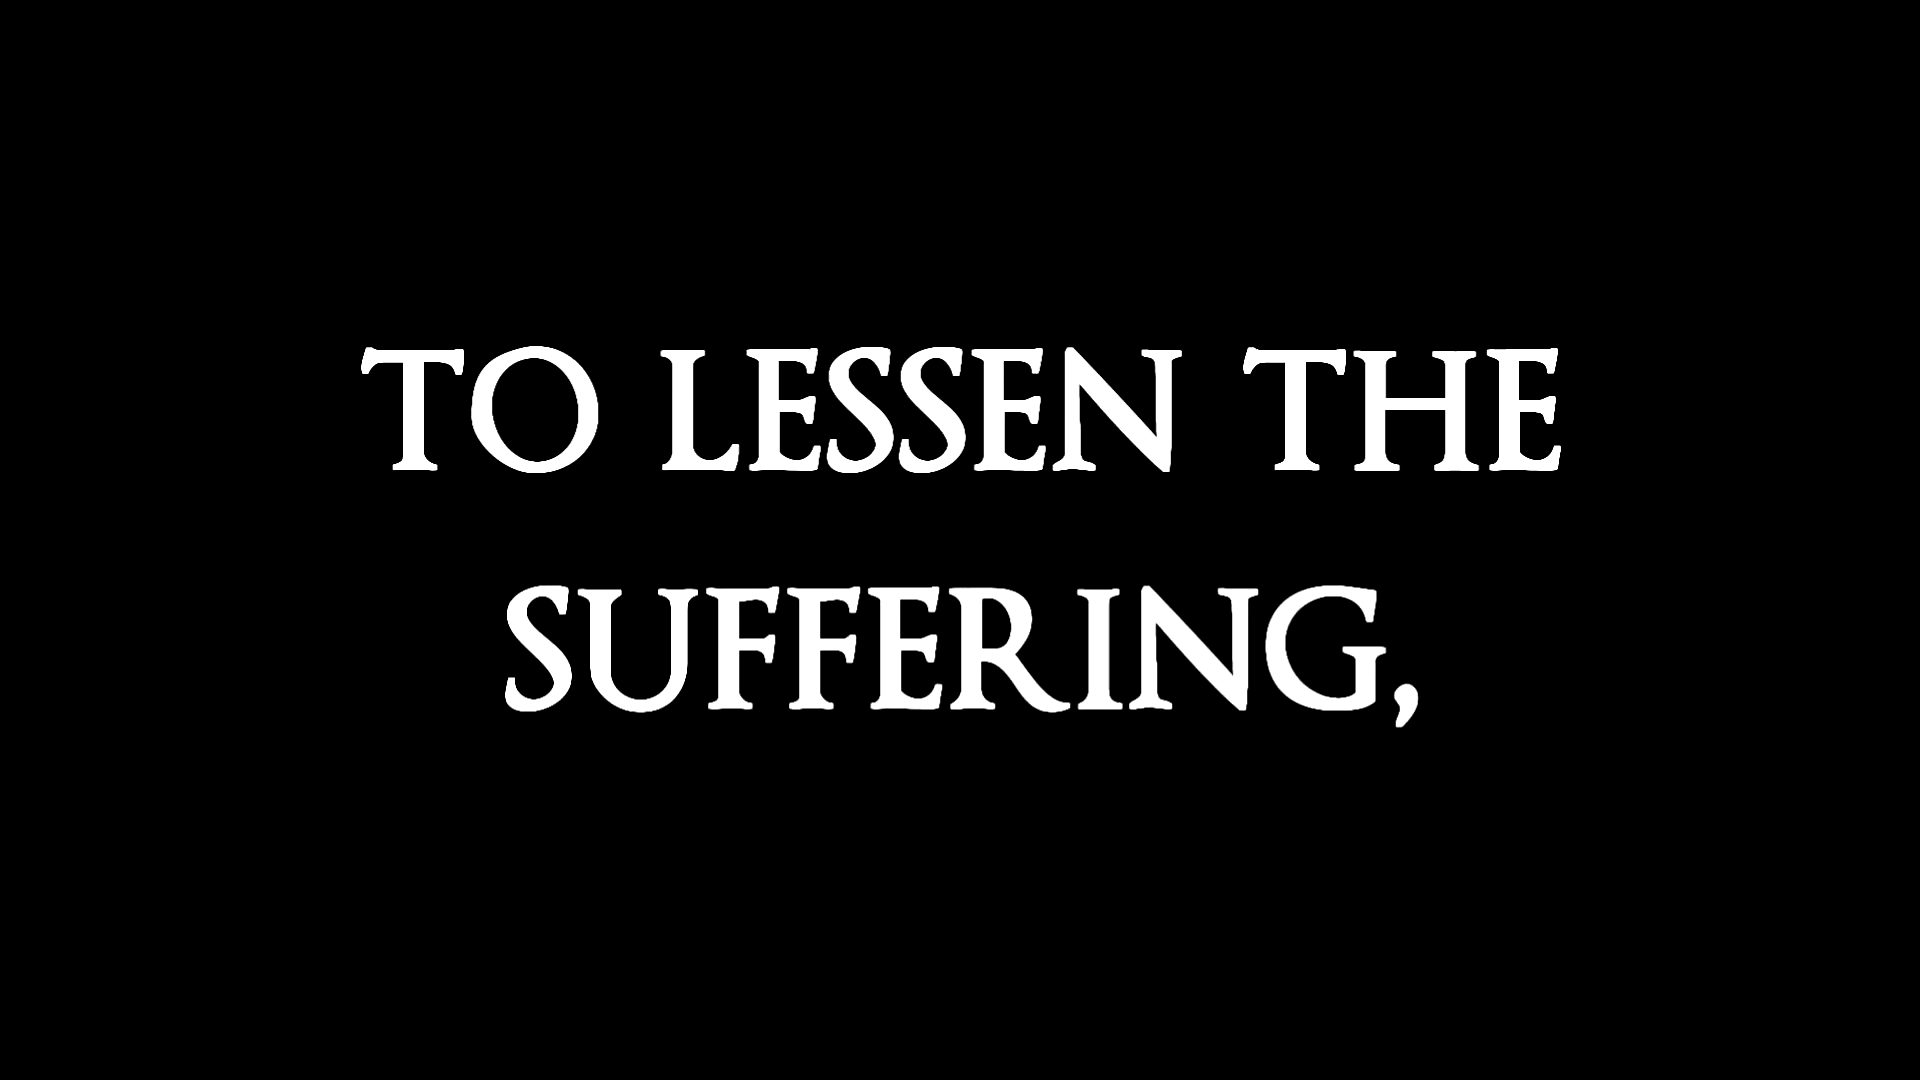 TO LESSEN THE
SUFFERING,